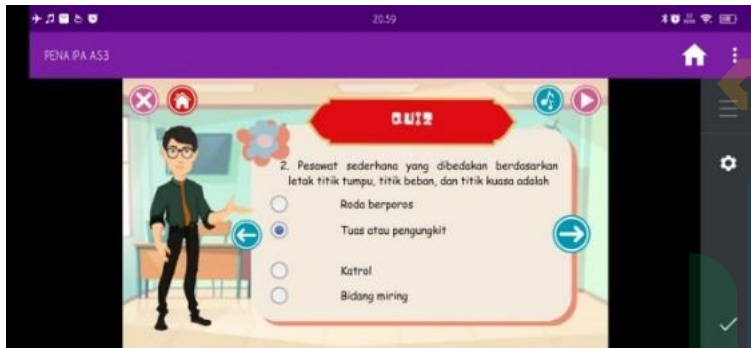 20.59
PENA IPA AS3
QUIZ
2. Pesawat sederhana yang dibedakan berdasarkan
letak titik tumpu, titik beban, dan titik kuasa adalah
Roda berporos
Tuas atau pengungkit
Katrol
Bidang miring